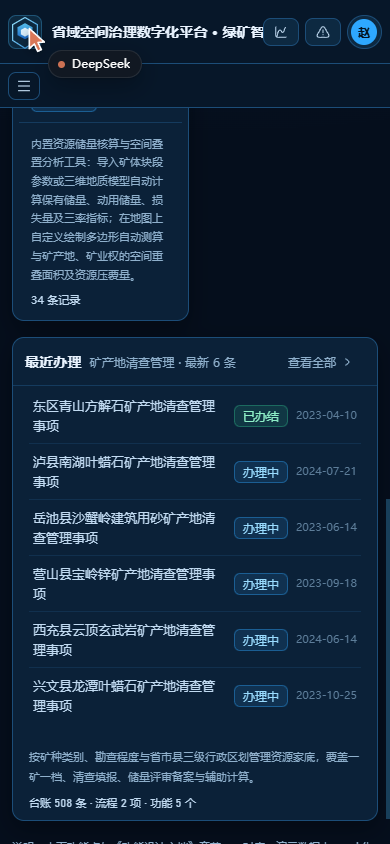 省域空间治理数字化平台 • 绿矿智
赵
DeepSeek
内置资源储量核算与空间叠
置分析工具：导入矿体块段
参数或三维地质模型自动计
算保有储量、动用储量、损
失量及三率指标；在地图上
自定义绘制多边形自动测算
与矿产地、矿业权的空间重
叠面积及资源压覆量。
34 条记录
最近办理 矿产地清查管理 · 最新 6 条 查看全部
东区青山方解石矿产地清查管理
事项
已办结 2023-04-10
泸县南湖叶蜡石矿产地清查管理
事项
办理中 2024-07-21
岳池县沙蟹岭建筑用砂矿产地清
查管理事项
办理中 2023-06-14
营山县宝岭锌矿产地清查管理事
项
办理中 2023-09-18
西充县云顶玄武岩矿产地清查管
理事项
办理中 2024-06-14
兴文县龙潭叶蜡石矿产地清查管
理事项
办理中 2023-10-25
按矿种类别、勘查程度与省市县三级行政区划管理资源家底，覆盖一
矿一档、清查填报、储量评审备案与辅助计算。
台账 508 条 · 流程 2 项 · 功能 5 个